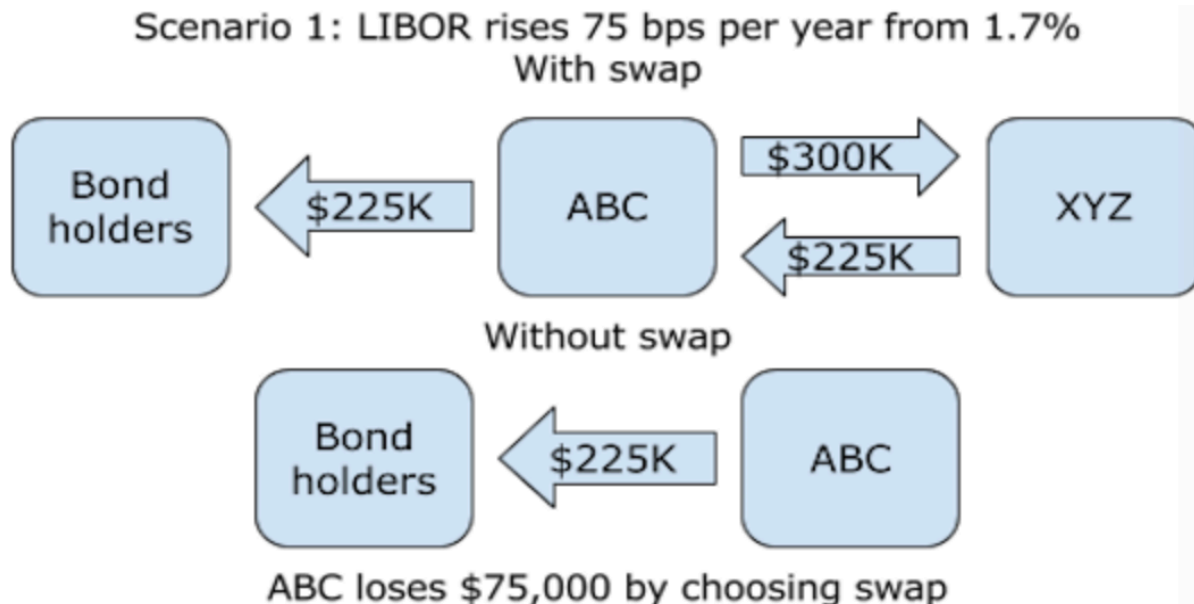 Scenario 1: LIBOR rises 75 bps per year from 1.7%
With swap
Bond
holders
$225K
ABC
$300K
$225K
XYZ
Without swap
Bond
holders
$225K
ABC
ABC loses $75,000 by choosing swap